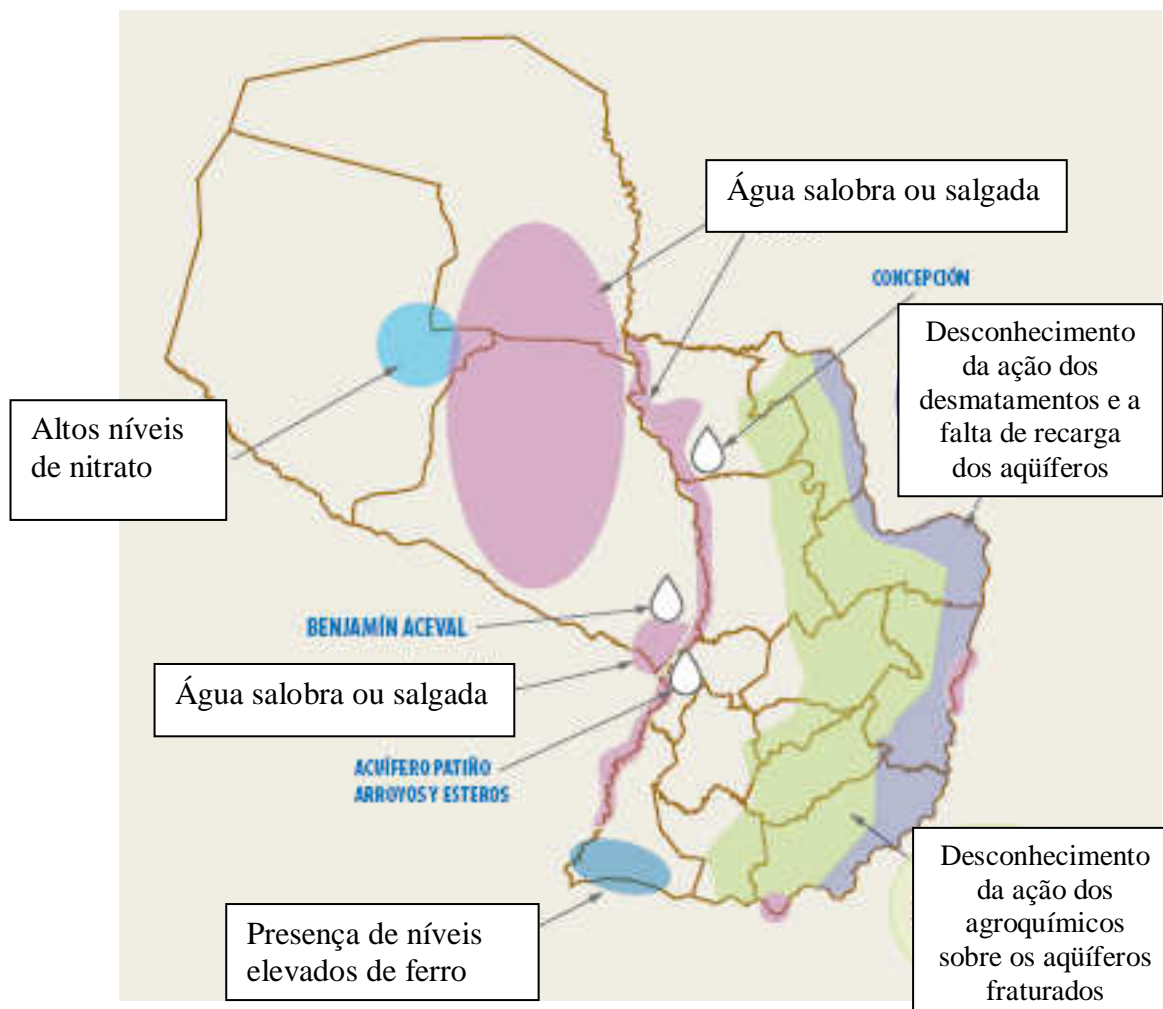 Água salobra ou salgada
CONCEPCIÓN
Desconhecimento
da ação dos
desmatamentos e a
falta de recarga
dos aqüíferos
Altos níveis
de nitrato
BENJAMÍN ACEVAL
Água salobra ou salgada
ACUÍFERO PATIÑO
ARROYOS Y ESTEROS
Presença de níveis
elevados de ferro
Desconhecimento
da ação dos
agroquímicos
sobre os aqüíferos
fraturados